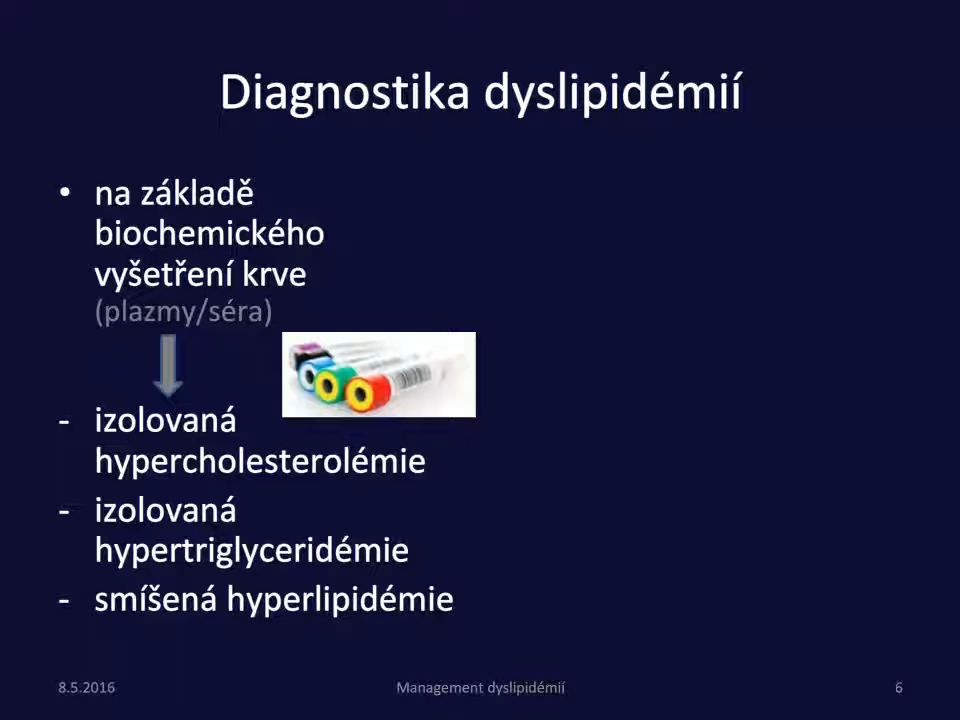 Diagnostika dyslipidémií
• na základě
biochemického
vyšetření krve
(plazmy/séra)
- izolovaná
hypercholesterolémie
- izolovaná
hypertriglyceridémie
- smíšená hyperlipidémie
8.5.2016
Management dyslipidémií
6